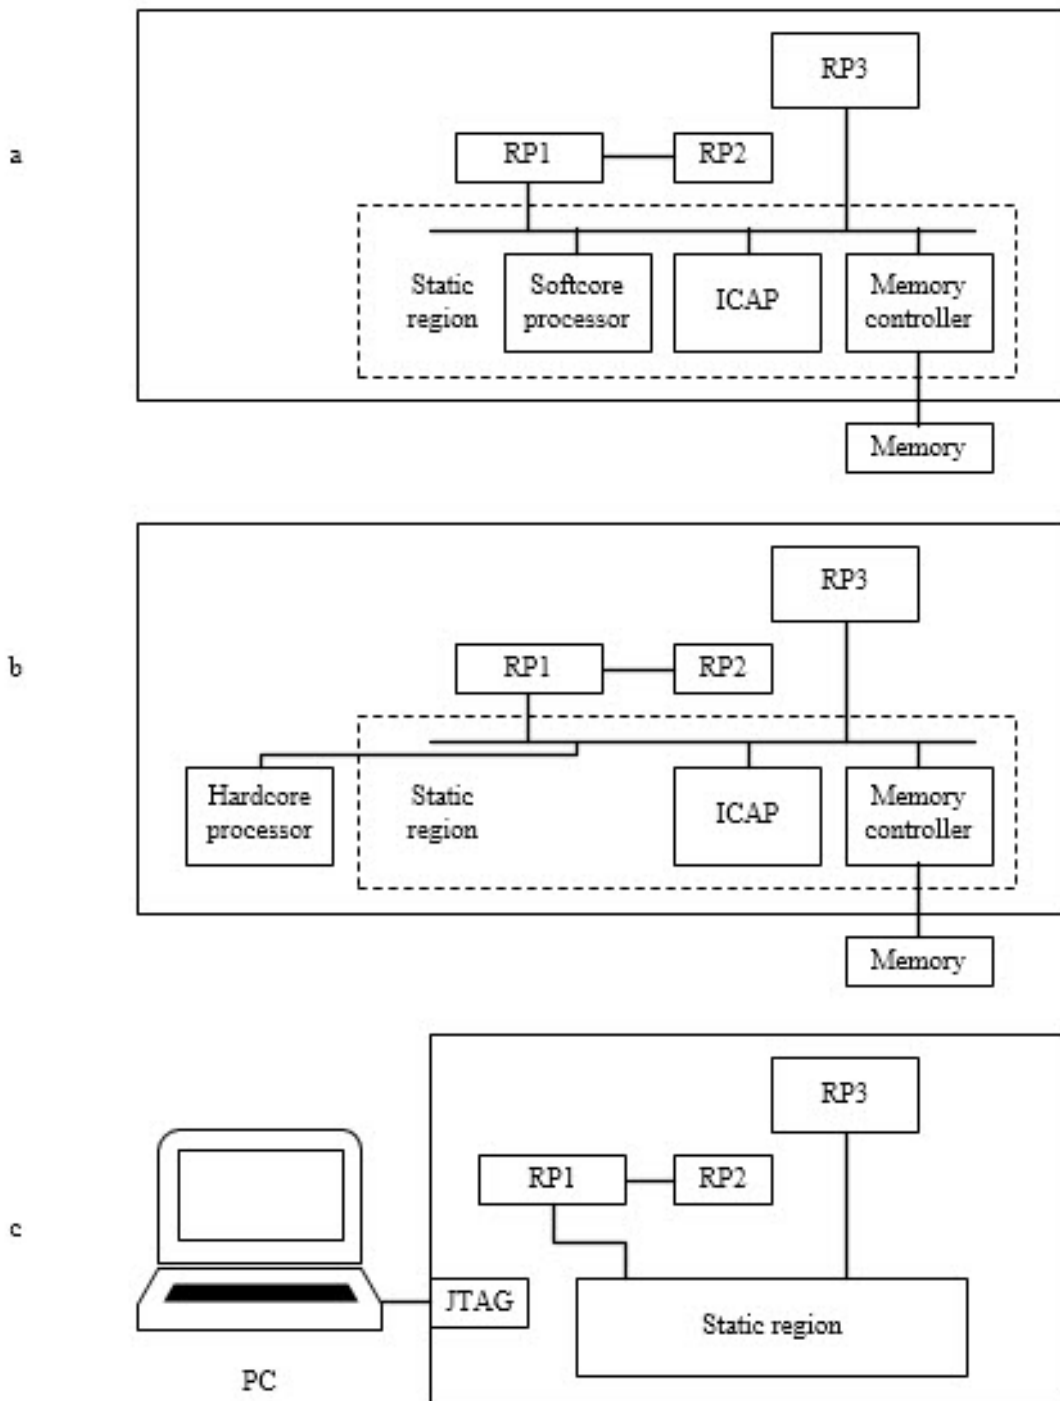 a
RP3
RP1
RP2
Static
region
Softcore
processor
ICAP
Memory
controller
Memory
b
RP3
RP1
RP2
Hardcore
processor
Static
region
ICAP
Memory
controller
Memory
c
RP3
RP1
RP2
JTAG
Static region
PC